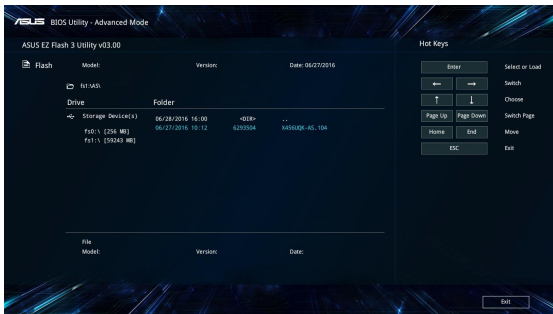 ASUS BIOS Utility - Advanced Mode
ASUS EZ Flash 3 Utility v03.00
Flash Model: Version: Date: 06/27/2016
fs1:\AS\
Drive Folder
Storage Device(s)
fs0:\ [256 MB]
fs1:\ [59243 MB]
06/28/2016 16:00 <DIR> ..
06/27/2016 10:12 6293504 X456UQK-AS.104
File
Model: Version: Date:
Hot Keys
Enter Select or Load
← → Switch
↑ ↓ Choose
Page Up Page Down Switch Page
Home End Move
ESC Exit
Exit